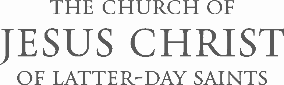 THE CHURCH OF
JESUS CHRIST
OF LATTER-DAY SAINTS